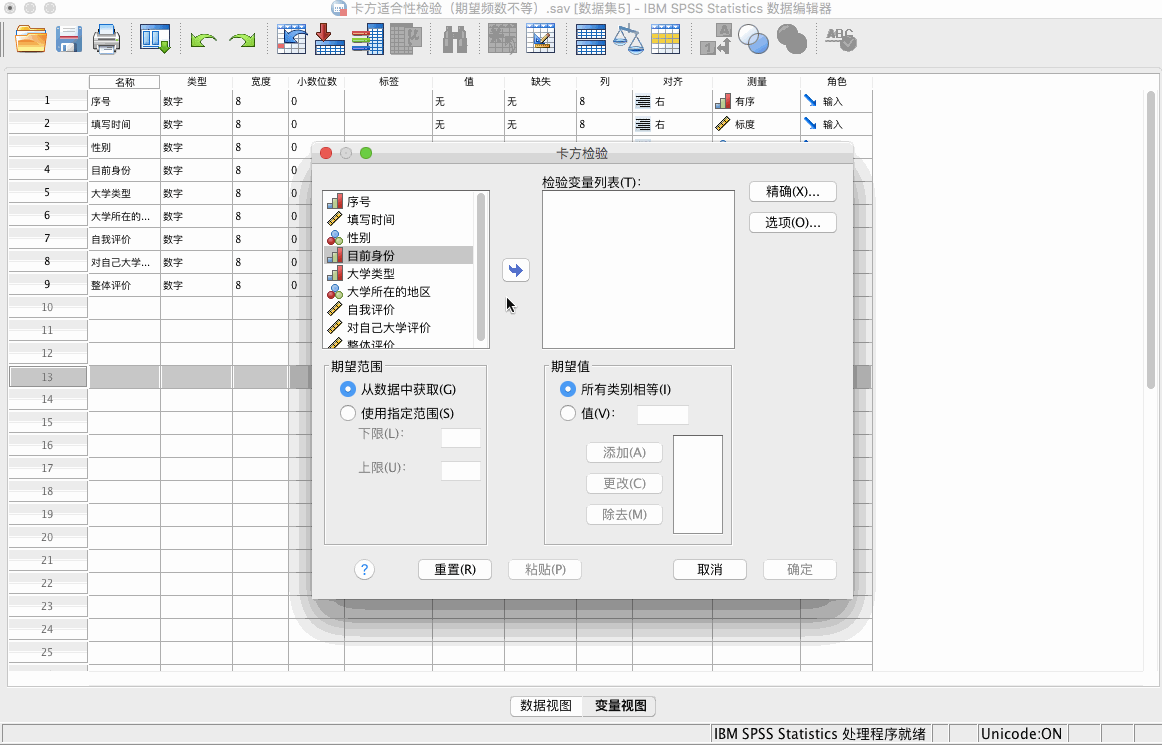 卡方适合性检验（期望频数不等）.sav [数据集5] - IBM SPSS Statistics 数据编辑器
名称 类型 宽度 小数位数 标签 值 缺失 列 对齐 测量 角色
1 序号 数字 8 0 无 无 8 右 有序 输入
2 填写时间 数字 8 0 无 无 8 右 标度 输入
3 性别 数字 8 0
4 目前身份 数字 8 0
5 大学类型 数字 8 0
6 大学所在的... 数字 8 0
7 自我评价 数字 8 0
8 对自己大学... 数字 8 0
9 整体评价 数字 8 0
10
11
12
13
14
15
16
17
18
19
20
21
22
23
24
25
卡方检验
序号
填写时间
性别
目前身份
大学类型
大学所在的地区
自我评价
对自己大学评价
整体评价
检验变量列表(T):
精确(X)...
选项(O)...
期望范围
从数据中获取(G)
使用指定范围(S)
下限(L):
上限(U):
期望值
所有类别相等(I)
值(V):
添加(A)
更改(C)
除去(M)
?
重置(R)
粘贴(P)
取消
确定
数据视图 变量视图
IBM SPSS Statistics 处理程序就绪 Unicode:ON